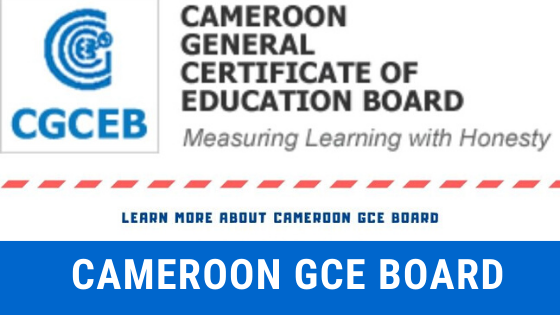 CAMEROON
GENERAL
CERTIFICATE OF
EDUCATION BOARD
CGCEB
Measuring Learning with Honesty
LEARN MORE ABOUT CAMEROON GCE BOARD
CAMEROON GCE BOARD